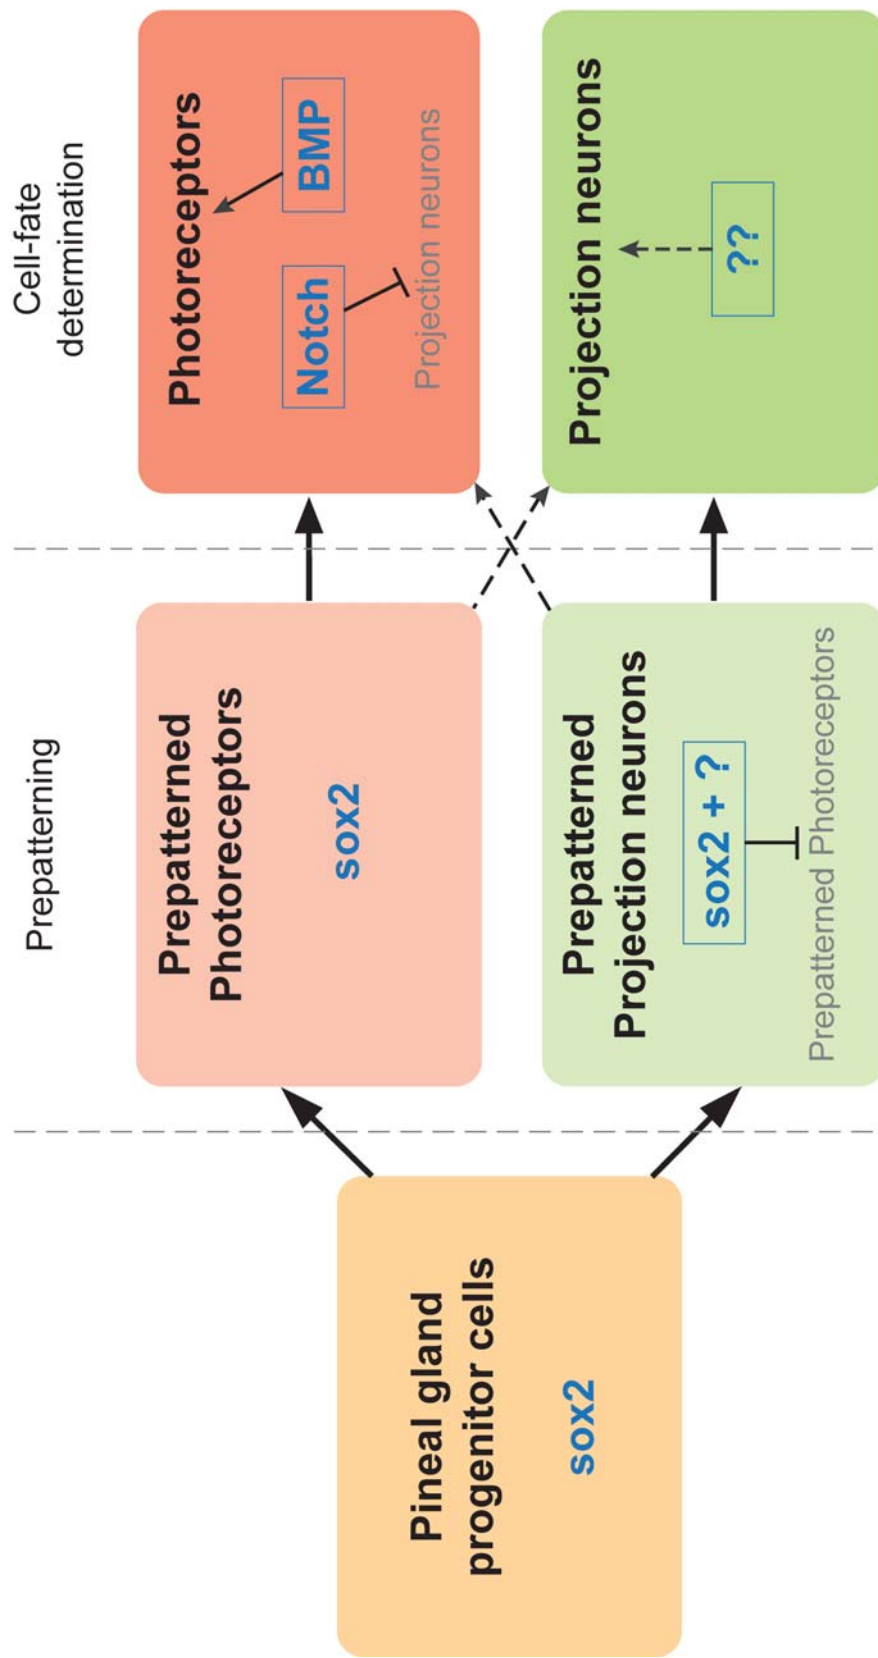 Prepatterning
Cell-fate
determination
Pineal gland
progenitor cells
sox2
Prepatterned
Photoreceptors
sox2
Photoreceptors
Notch
BMP
Projection neurons
Prepatterned
Projection neurons
sox2 + ?
Prepatterned Photoreceptors
Projection neurons
??